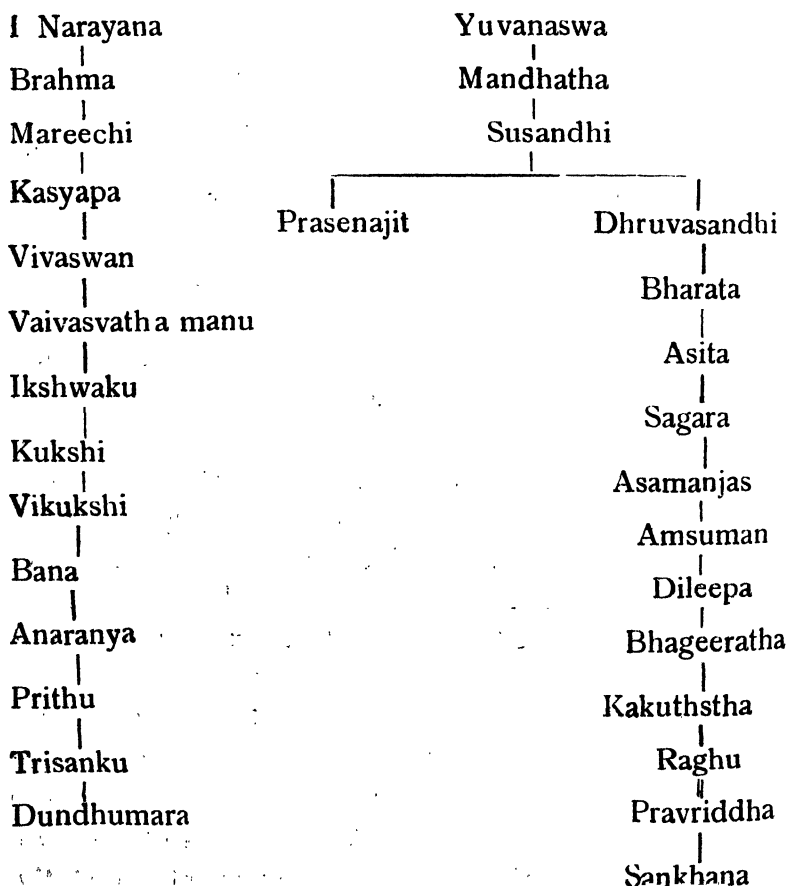 1 Narayana
Brahma
Mareechi
Kasyapa
Vivaswan
Vaivasvatha manu
Ikshwaku
Kukshi
Vikukshi
Bana
Anaranya
Prithu
Trisanku
Dundhumara
Yuvanaswa
Mandhatha
Susandhi
Prasenajit Dhruvasandhi
Bharata
Asita
Sagara
Asamanjas
Amsuman
Dileepa
Bhageeratha
Kakuthstha
Raghu
Pravriddha
Sankhana